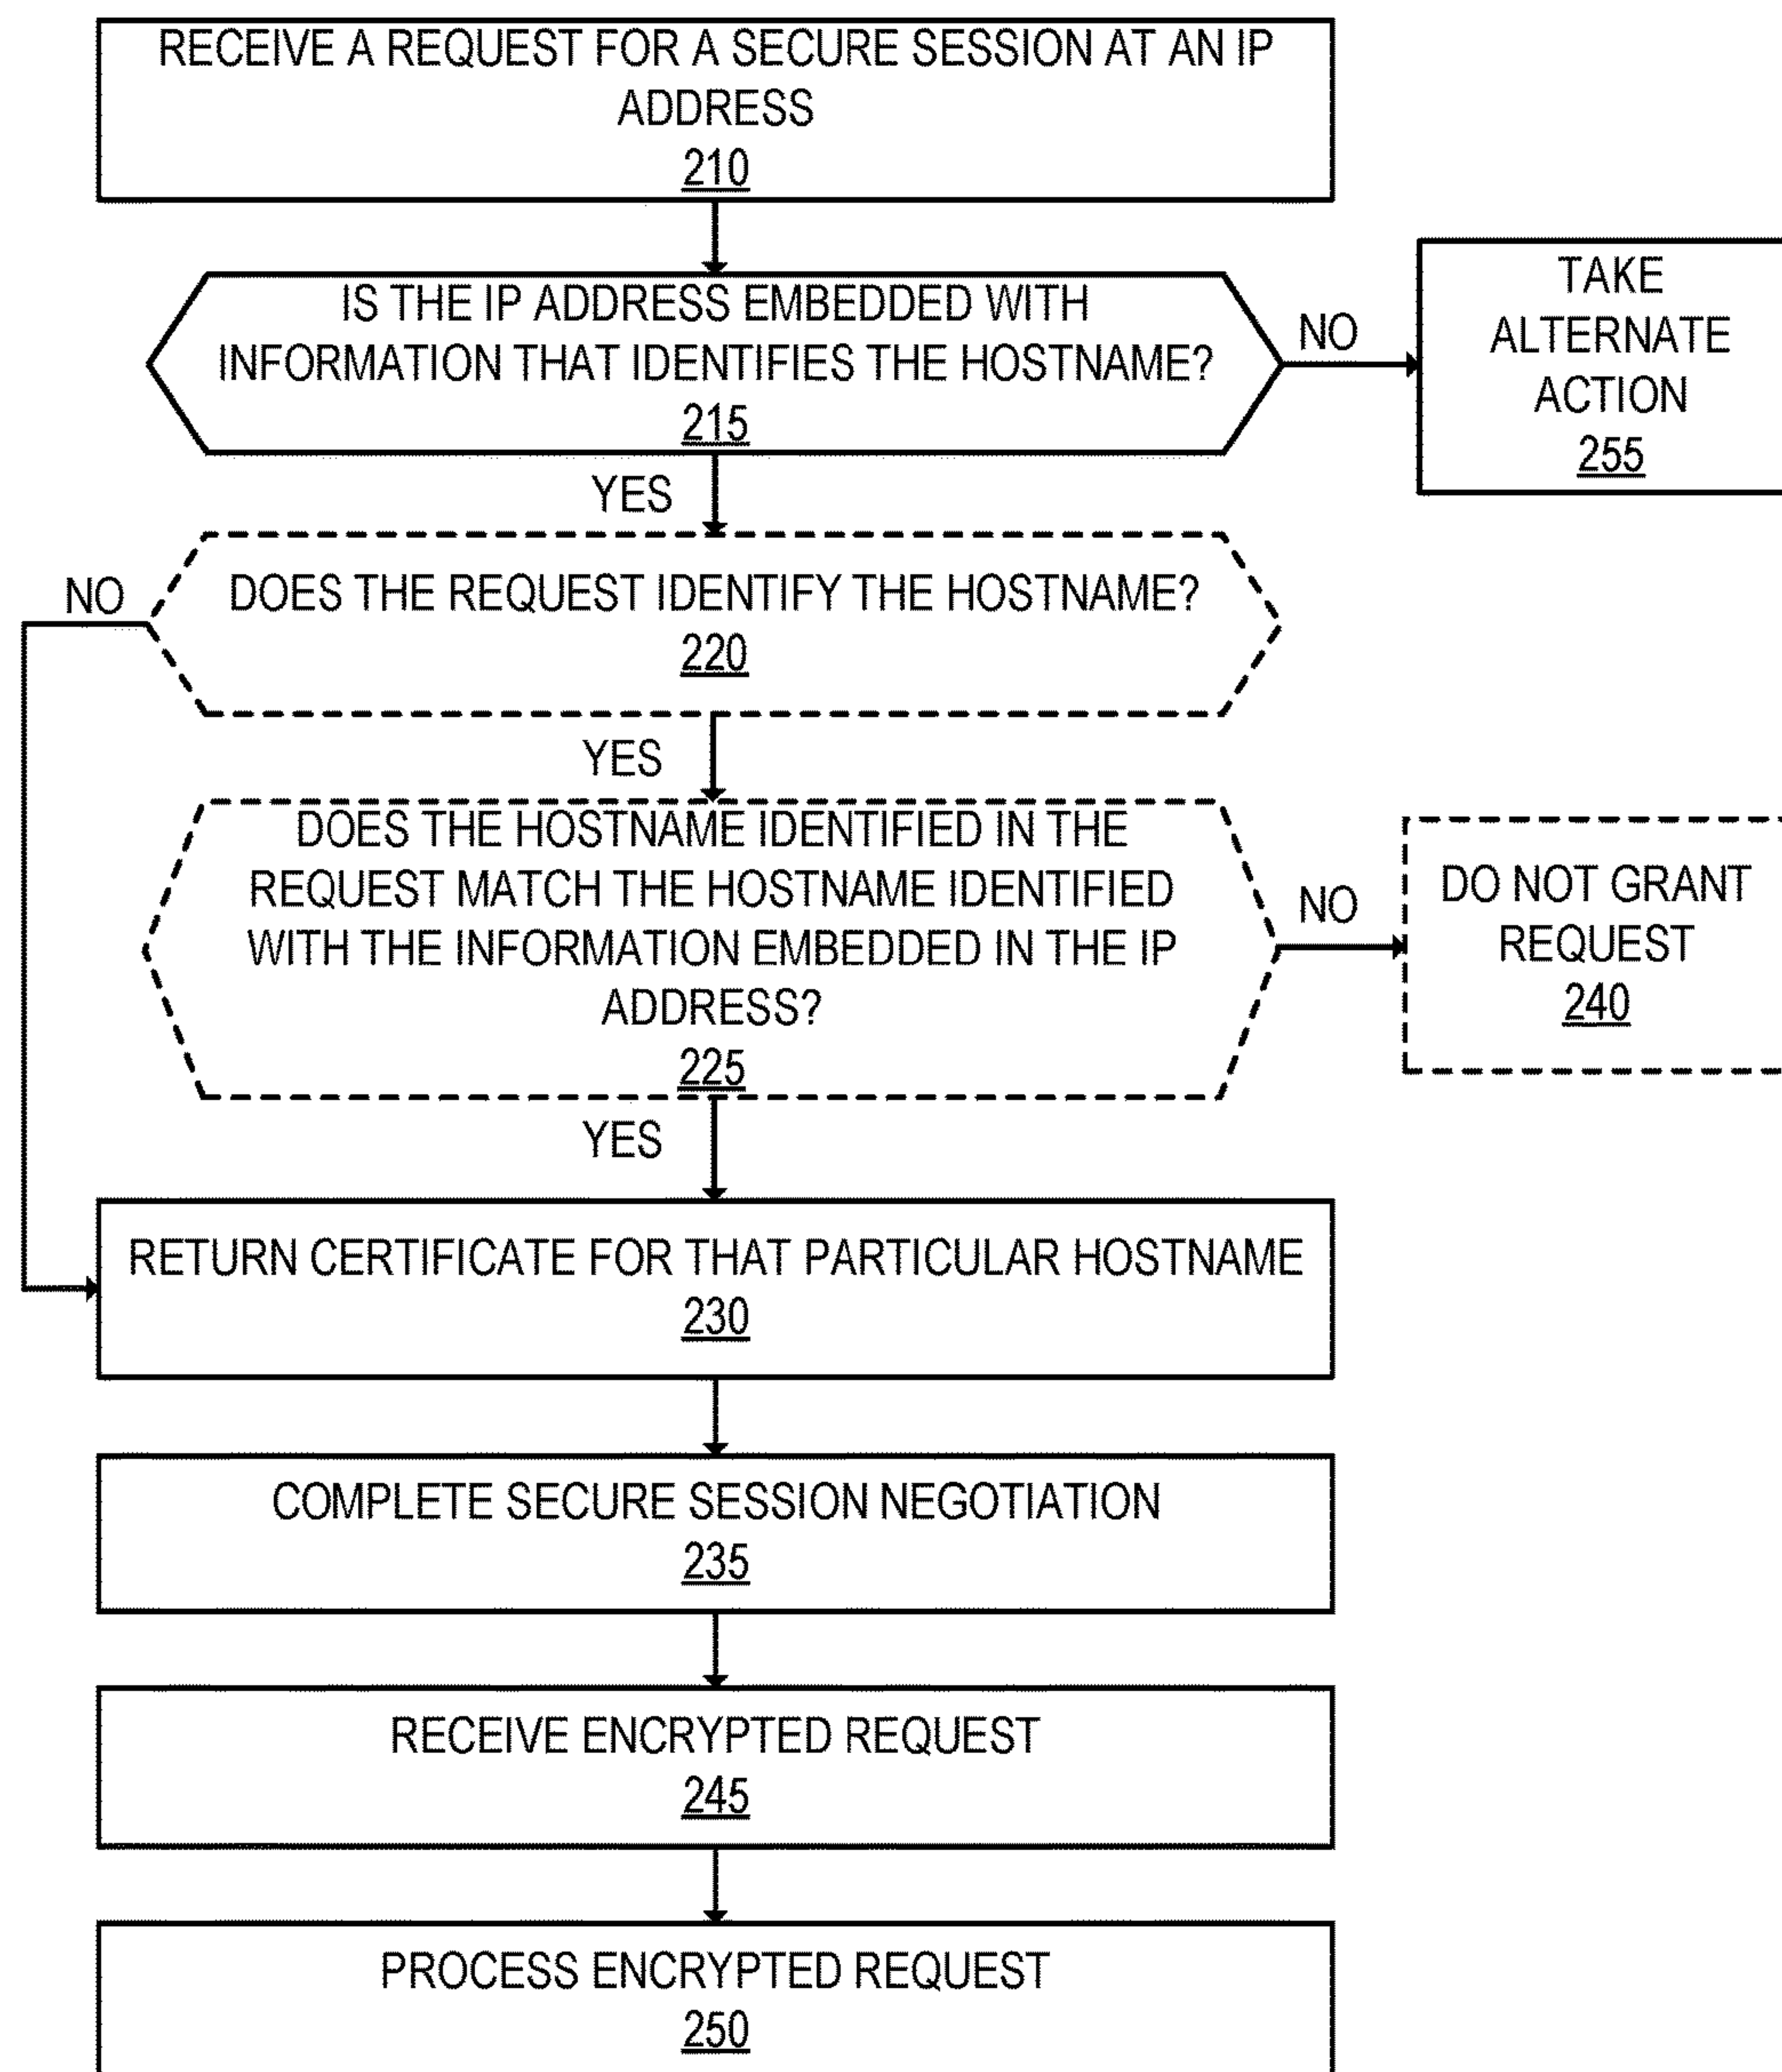 RECEIVE A REQUEST FOR A SECURE SESSION AT AN IP
ADDRESS
210
IS THE IP ADDRESS EMBEDDED WITH
INFORMATION THAT IDENTIFIES THE HOSTNAME?
215
NO
TAKE
ALTERNATE
ACTION
255
YES
DOES THE REQUEST IDENTIFY THE HOSTNAME?
220
NO
YES
DOES THE HOSTNAME IDENTIFIED IN THE
REQUEST MATCH THE HOSTNAME IDENTIFIED
WITH THE INFORMATION EMBEDDED IN THE IP
ADDRESS?
225
NO
DO NOT GRANT
REQUEST
240
YES
RETURN CERTIFICATE FOR THAT PARTICULAR HOSTNAME
230
COMPLETE SECURE SESSION NEGOTIATION
235
RECEIVE ENCRYPTED REQUEST
245
PROCESS ENCRYPTED REQUEST
250